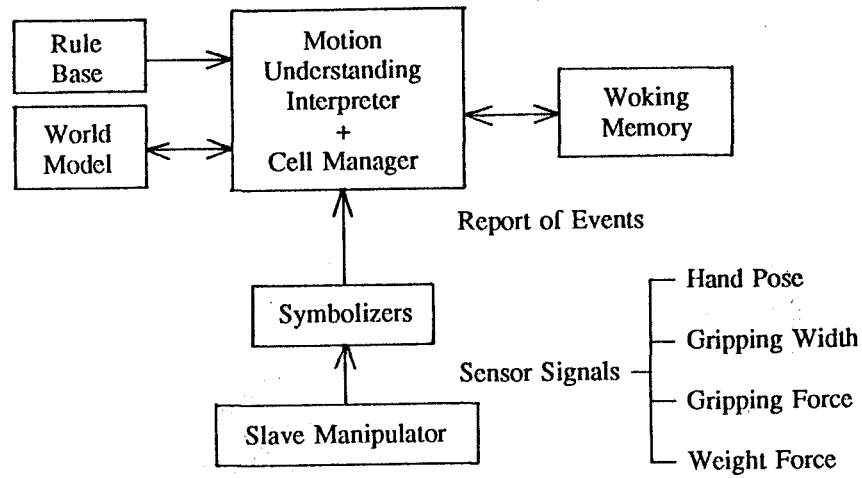 Rule
Base
World
Model
Motion
Understanding
Interpreter
+
Cell Manager
Woking
Memory
Report of Events
Symbolizers
Slave Manipulator
Sensor Signals
Hand Pose
Gripping Width
Gripping Force
Weight Force